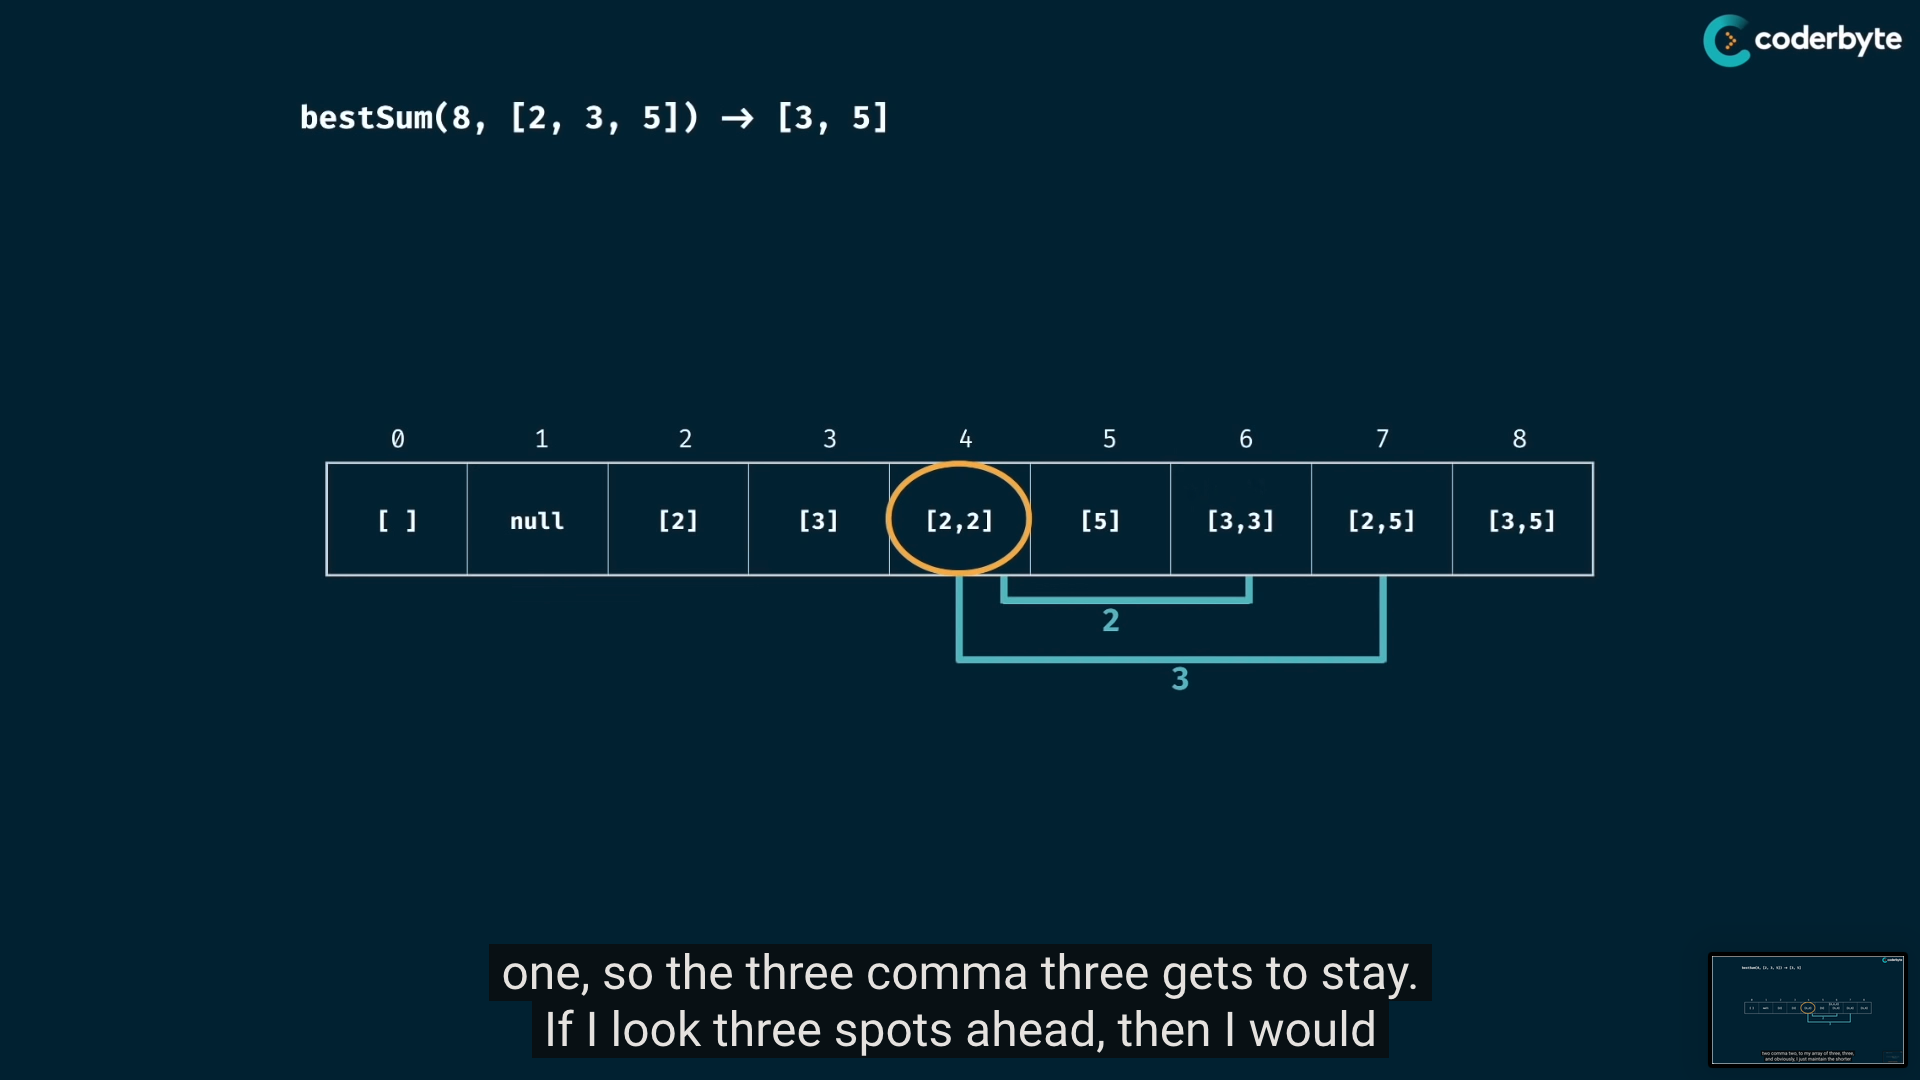 coderbyte
bestSum(8, [2, 3, 5]) → [3, 5]
0 1 2 3 4 5 6 7 8
[ ] null [2] [3] [2,2] [5] [3,3] [2,5] [3,5]
2
3
one, so the three comma three gets to stay.
If I look three spots ahead, then I would